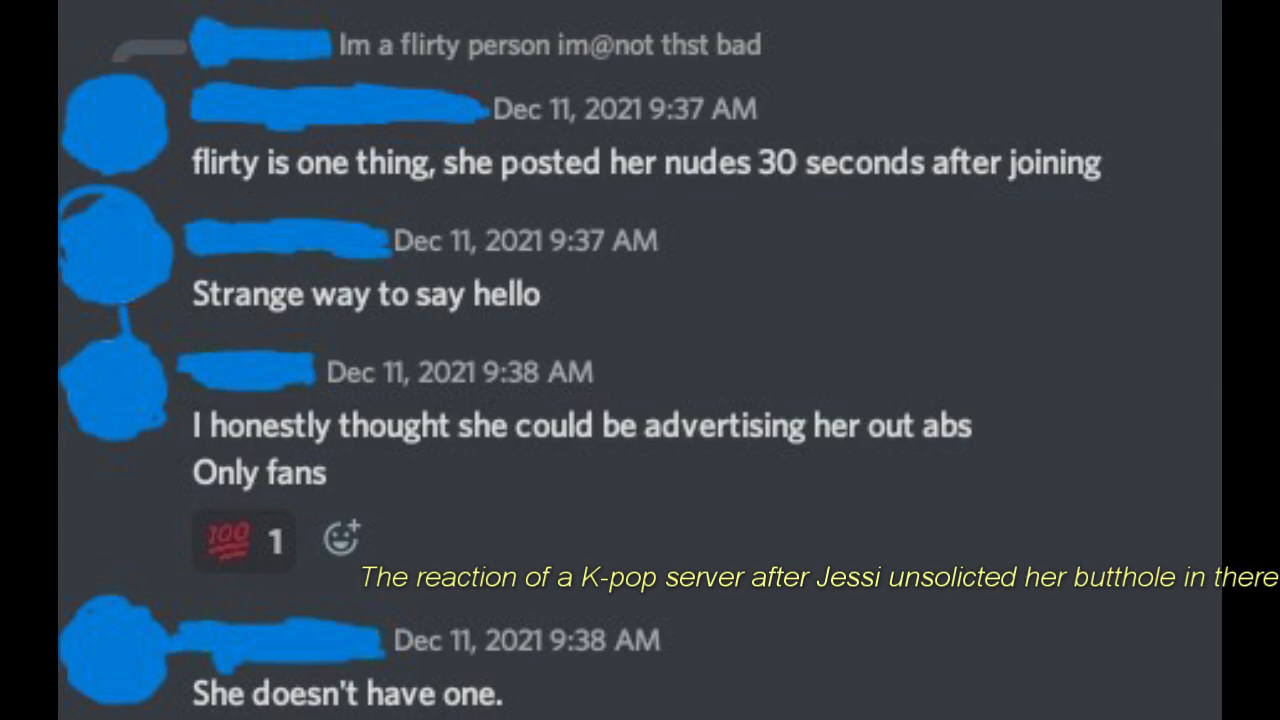 Im a flirty person im@not thst bad
Dec 11, 2021 9:37 AM
flirty is one thing, she posted her nudes 30 seconds after joining
Dec 11, 2021 9:37 AM
Strange way to say hello
Dec 11, 2021 9:38 AM
I honestly thought she could be advertising her out abs
Only fans
100 1
The reaction of a K-pop server after Jessi unsolicted her butthole in there
Dec 11, 2021 9:38 AM
She doesn't have one.